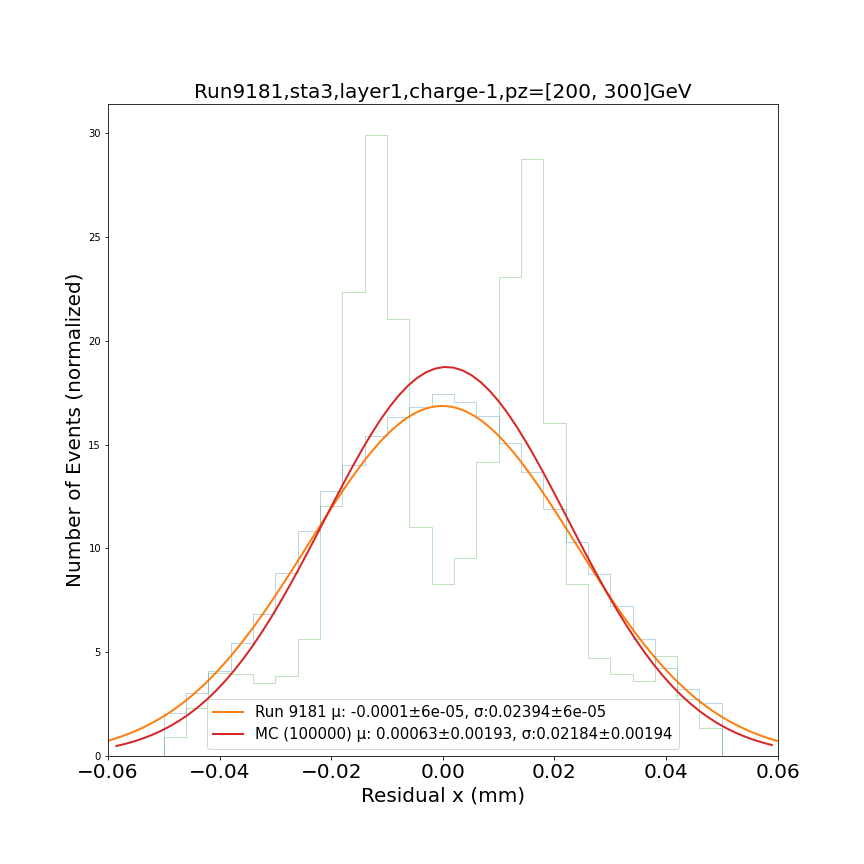 Run9181,sta3,layer1,charge-1,pz=[200, 300]GeV
Number of Events (normalized)
30
25
20
15
10
5
0
Run 9181 μ: -0.0001±6e-05, σ:0.02394±6e-05
MC (100000) μ: 0.00063±0.00193, σ:0.02184±0.00194
−0.06 −0.04 −0.02 0.00 0.02 0.04 0.06
Residual x (mm)